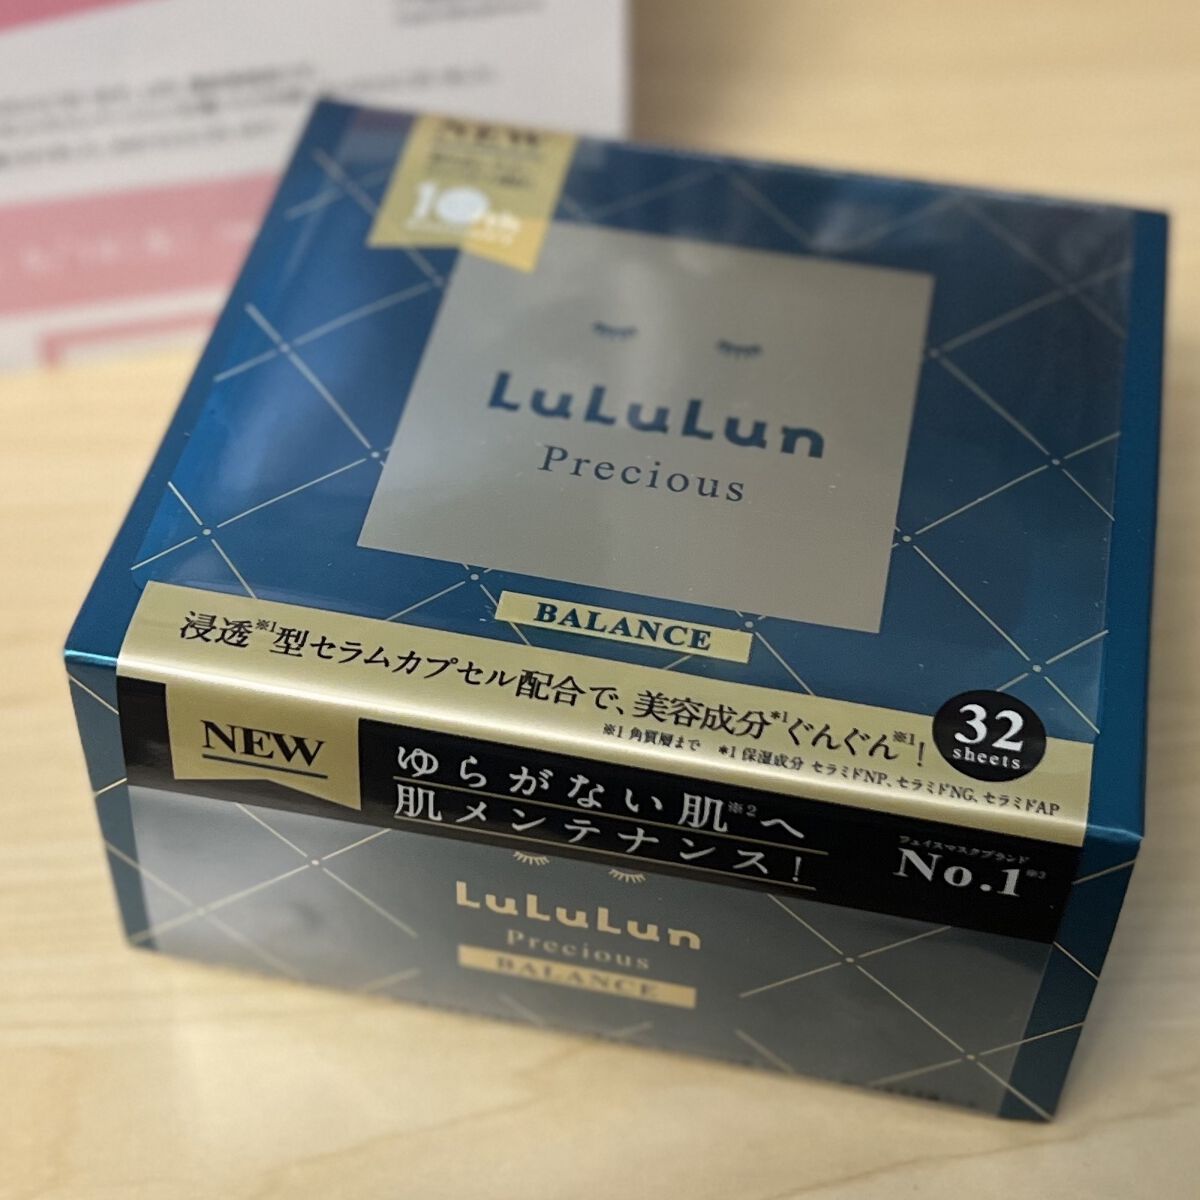 NEW
10th
LuLuLun
Precious
BALANCE
浸透※1型セラムカプセル配合で、美容成分*1ぐんぐん※1!
※1 角質層まで *1 保湿成分 セラミドNP、セラミドNG、セラミドAP
32
sheets
NEW
ゆらがない肌※2へ
肌メンテナンス!
フェイスマスクブランド
No.1※3
LuLuLun
Precious
BALANCE